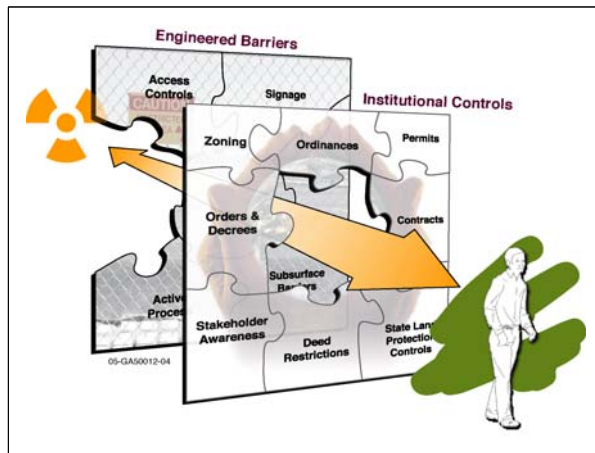 Engineered Barriers
Access
Controls
Signage
CAUTION
Institutional Controls
Zoning
Ordinances
Permits
Orders &
Decrees
Contracts
Subsurface
Barriers
Active
Stakeholder
Awareness
Deed
Restrictions
State Land
Protection
Controls
05-GA50012-04